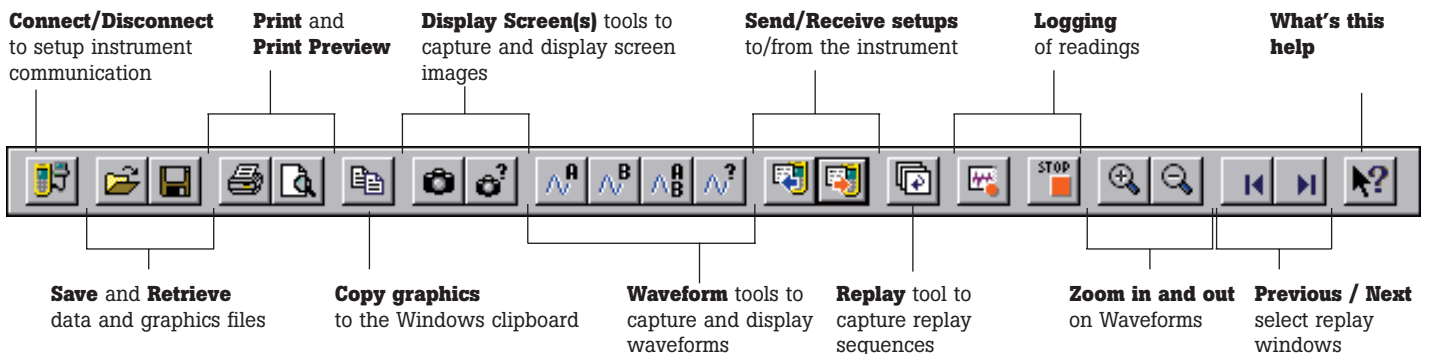 Connect/Disconnect
to setup instrument
communication
Print and
Print Preview
Display Screen(s) tools to
capture and display screen
images
Send/Receive setups
to/from the instrument
Logging
of readings
What's this
help
A
B
A
B
?
?
STOP
?
Save and Retrieve
data and graphics files
Copy graphics
to the Windows clipboard
Waveform tools to
capture and display
waveforms
Replay tool to
capture replay
sequences
Zoom in and out
on Waveforms
Previous / Next
select replay
windows